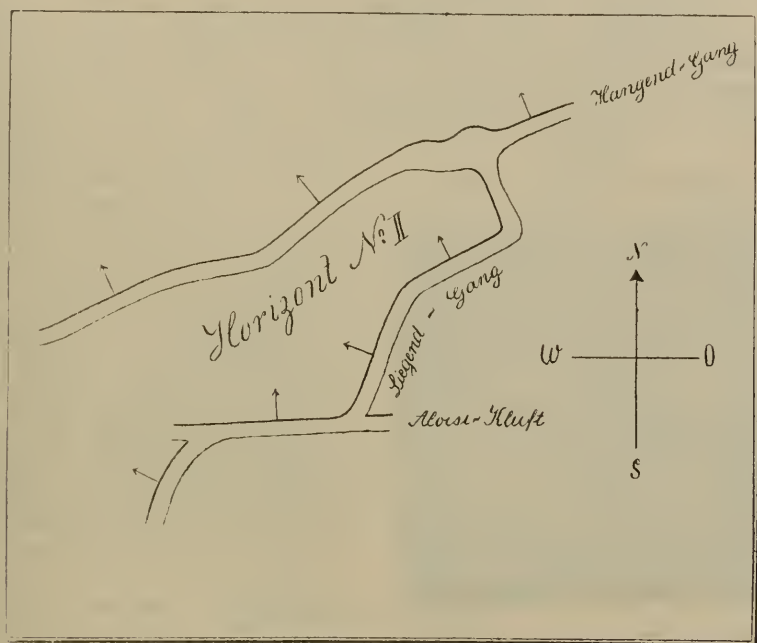 Hangend-Gang
Horizont № II
Liegend-Gang
Aloisi-Kluft
N
W
O
S